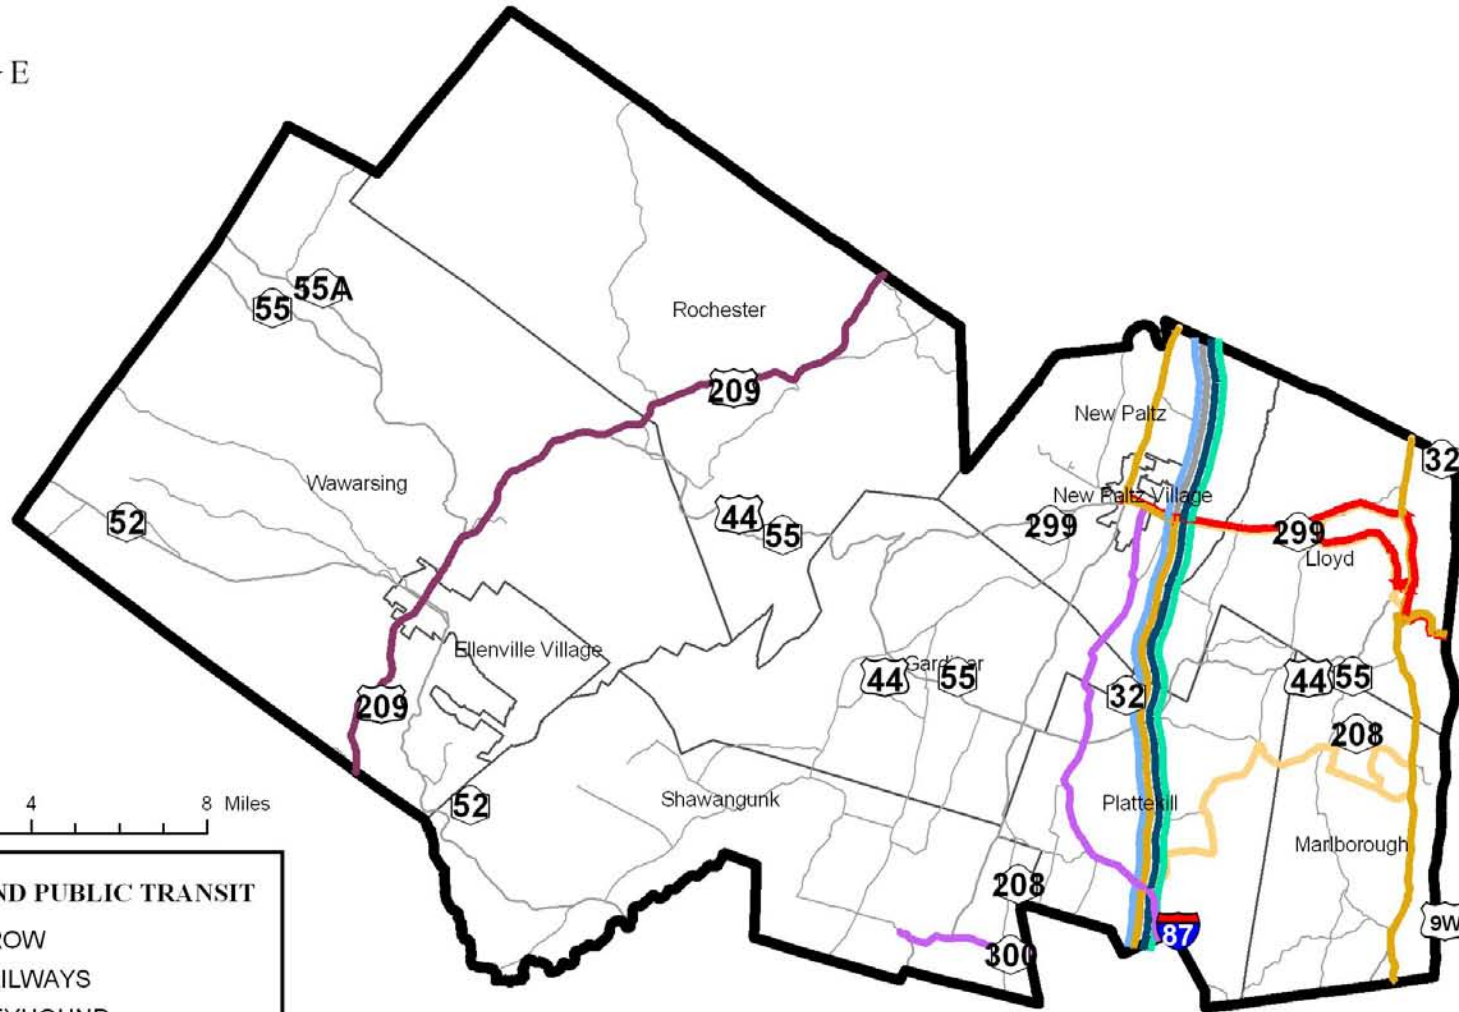 E
55A
55
Rochester
209
New Paltz
32
Wawarsing
New Paltz Village
52
44
55
299
299
Lloyd
Ellenville Village
Gardiner
44
55
32
44
55
209
208
4
8 Miles
52
Shawangunk
Plattekill
Marlborough
208
ND PUBLIC TRANSIT
9W
87
ROW
300
ILWAYS